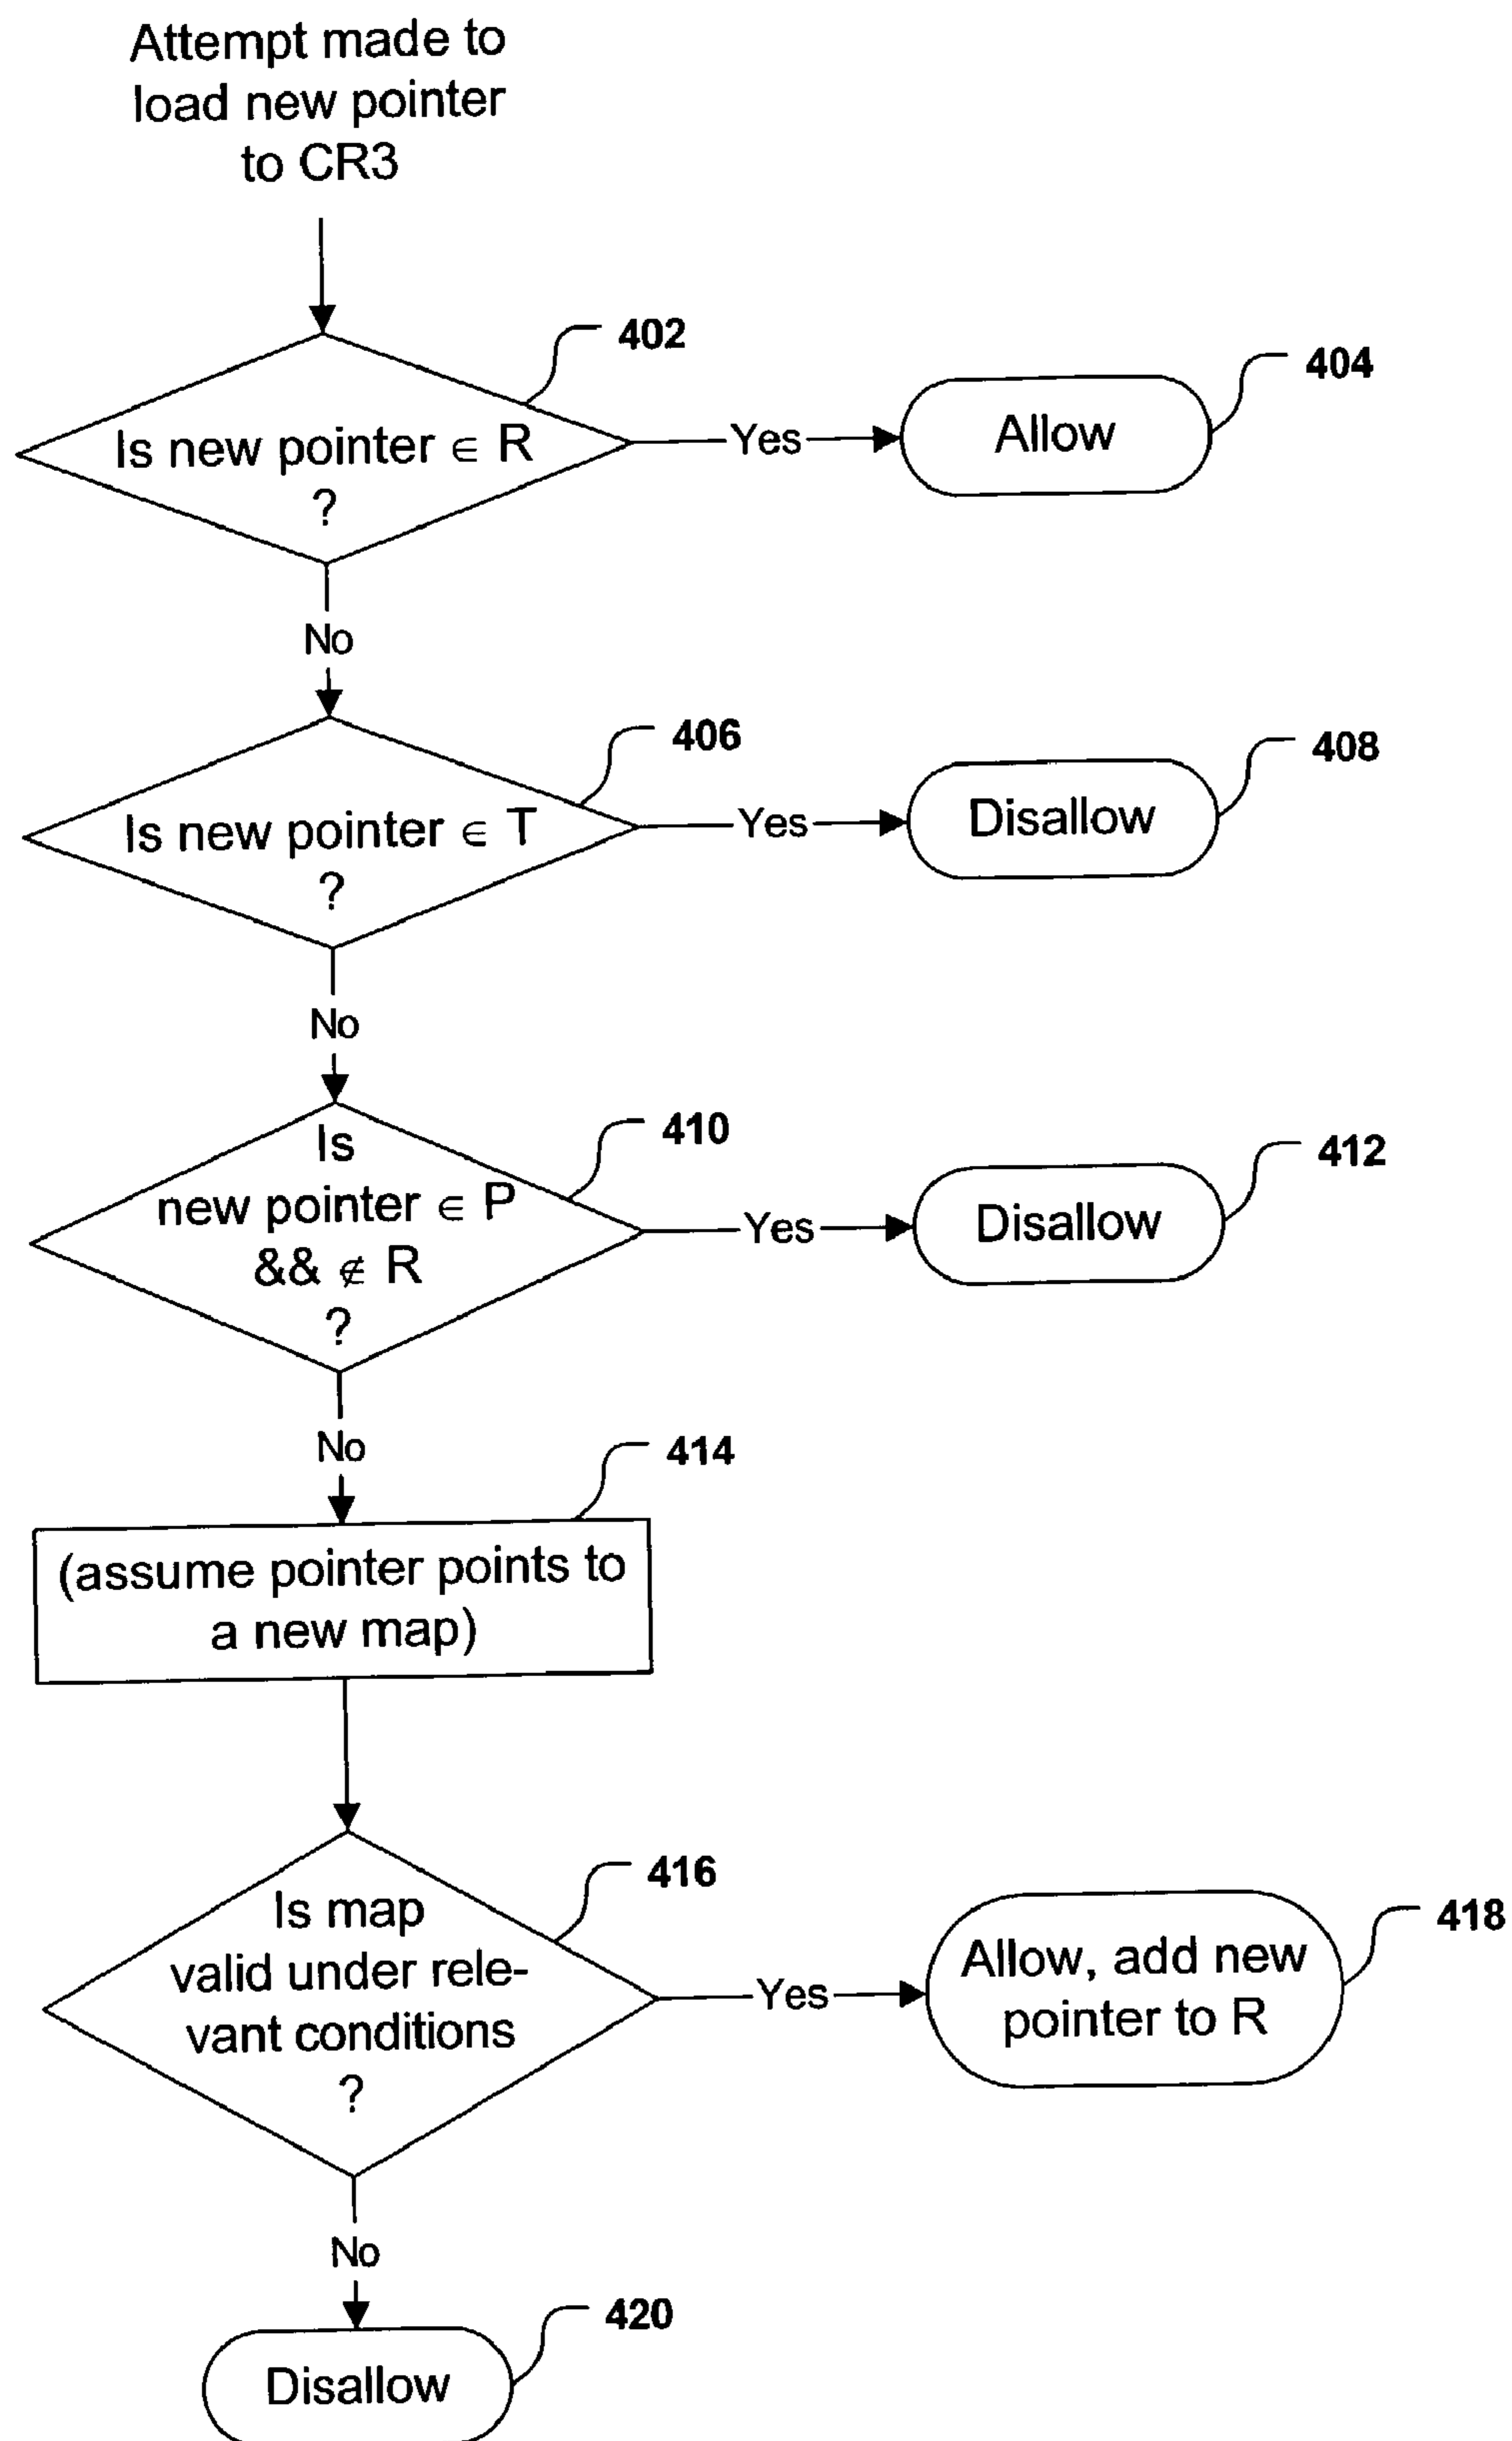 Attempt made to
load new pointer
to CR3
402
404
Is new pointer ∈ R
?
Yes
Allow
No
406
408
Is new pointer ∈ T
?
Yes
Disallow
No
410
412
Is
new pointer ∈ P
&& ∉ R
?
Yes
Disallow
No
414
(assume pointer points to
a new map)
416
418
Is map
valid under rele-
vant conditions
?
Yes
Allow, add new
pointer to R
No
420
Disallow